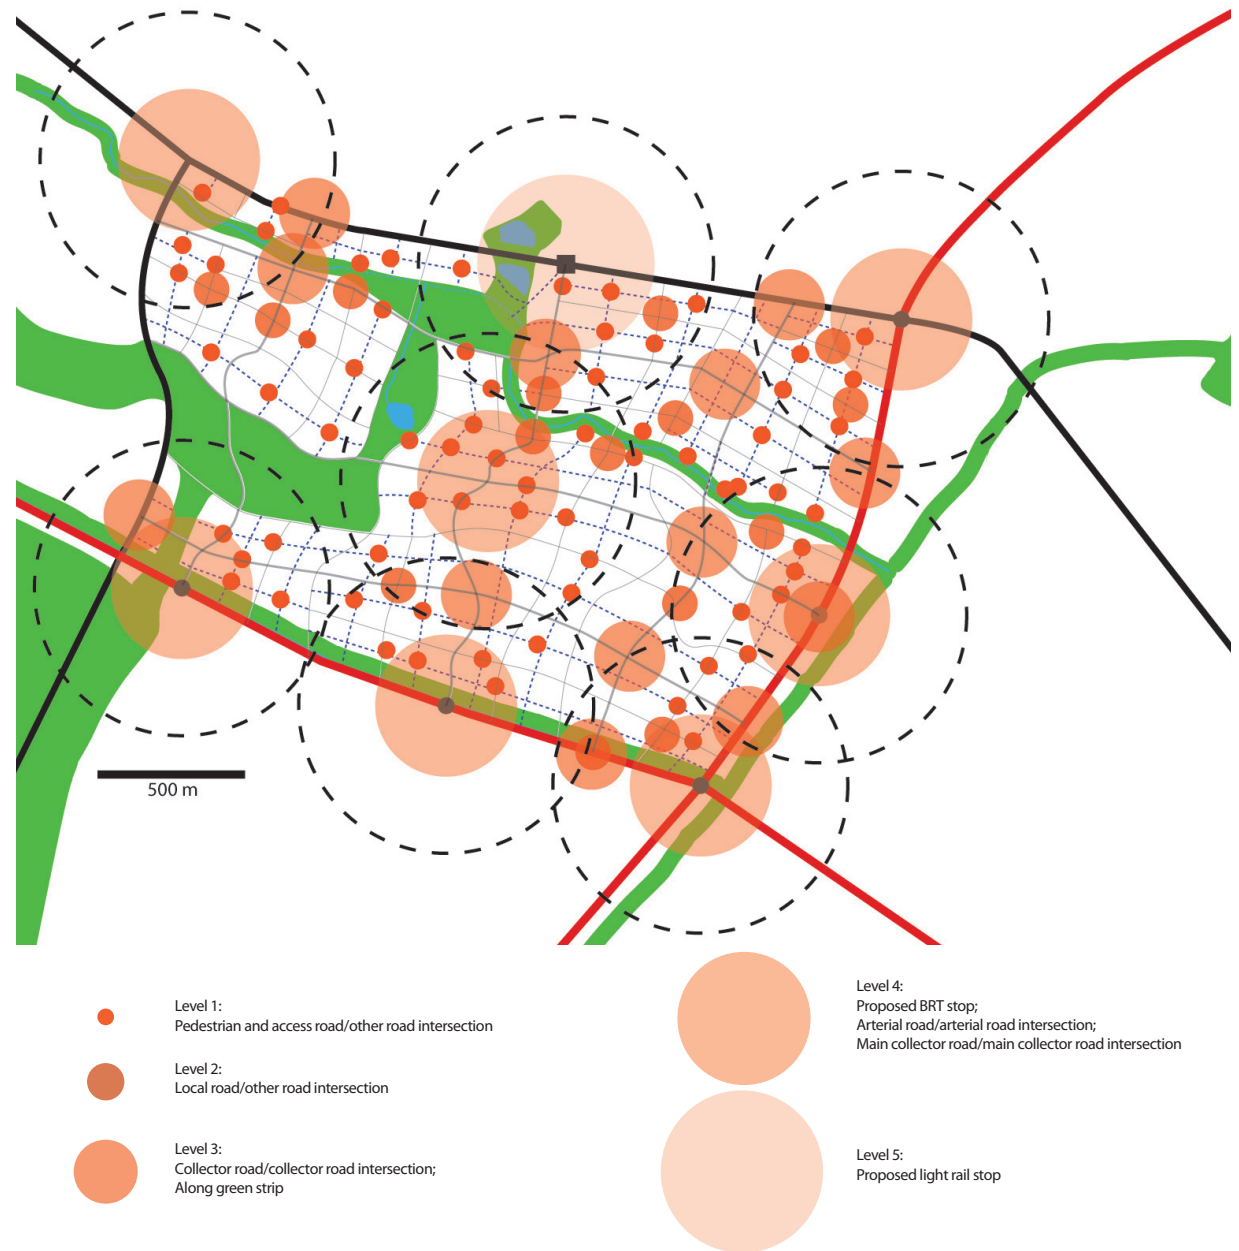 500 m
Level 1:
Pedestrian and access road/other road intersection
Level 2:
Local road/other road intersection
Level 3:
Collector road/collector road intersection;
Along green strip
Level 4:
Proposed BRT stop;
Arterial road/arterial road intersection;
Main collector road/main collector road intersection
Level 5:
Proposed light rail stop